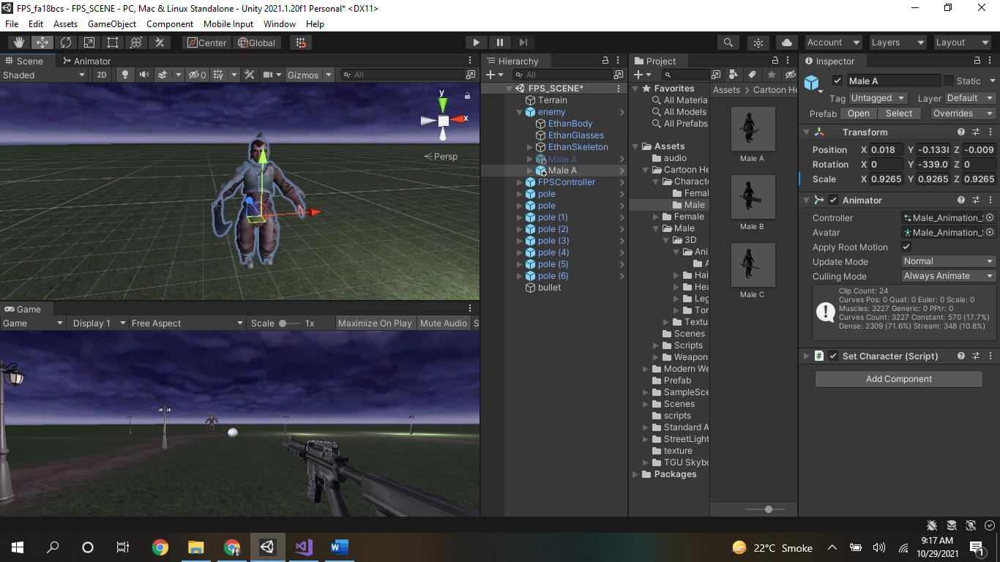 FPS_fa18bcs - FPS_SCENE - PC, Mac & Linux Standalone - Unity 2021.1.20f1 Personal* <DX11>
File Edit Assets GameObject Component Mobile Input Window Help
Center Global Account Layers Layout
Scene Animator
Shaded 2D 0 Gizmos All
y
x
Persp
Game
Game Display 1 Free Aspect Scale 1x Maximize On Play Mute Audio S
Hierarchy
All
FPS_SCENE*
Terrain
enemy
EthanBody
EthanGlasses
EthanSkeleton
Male A
Male A
FPSController
pole
pole
pole (1)
pole (2)
pole (3)
pole (4)
pole (5)
pole (6)
bullet
Project
Favorites
All Materia
All Models
All Prefabs
Assets
audio
Cartoon He
Characte
Femal
Male
Female
Male
3D
Ani
A
Hai
Hea
Leg
Tor
Textu
Scenes
Scripts
Weapon
Modern We
Prefab
SampleSce
Scenes
scripts
Standard A
StreetLight
texture
TGU Skybo
Packages
Assets > Cartoon He
Male A
Male B
Male C
Inspector
Male A Static
Tag Untagged Layer Default
Prefab Open Select Overrides
Transform
Position X 0.018 Y -0.1338 Z -0.009
Rotation X 0 Y -339.0 Z 0
Scale X 0.9265 Y 0.9265 Z 0.9265
Animator
Controller Male_Animation_S
Avatar Male_Animation_S
Apply Root Motion
Update Mode Normal
Culling Mode Always Animate
Clip Count: 24
Curves Pos: 0 Quat: 0 Euler: 0 Scale: 0
Muscles: 3227 Generic: 0 PPtr: 0
Curves Count: 3227 Constant: 570 (17.7%)
Dense: 2309 (71.6%) Stream: 348 (10.8%)
# Set Character (Script)
Add Component
22°C Smoke
9:17 AM
10/29/2021
1